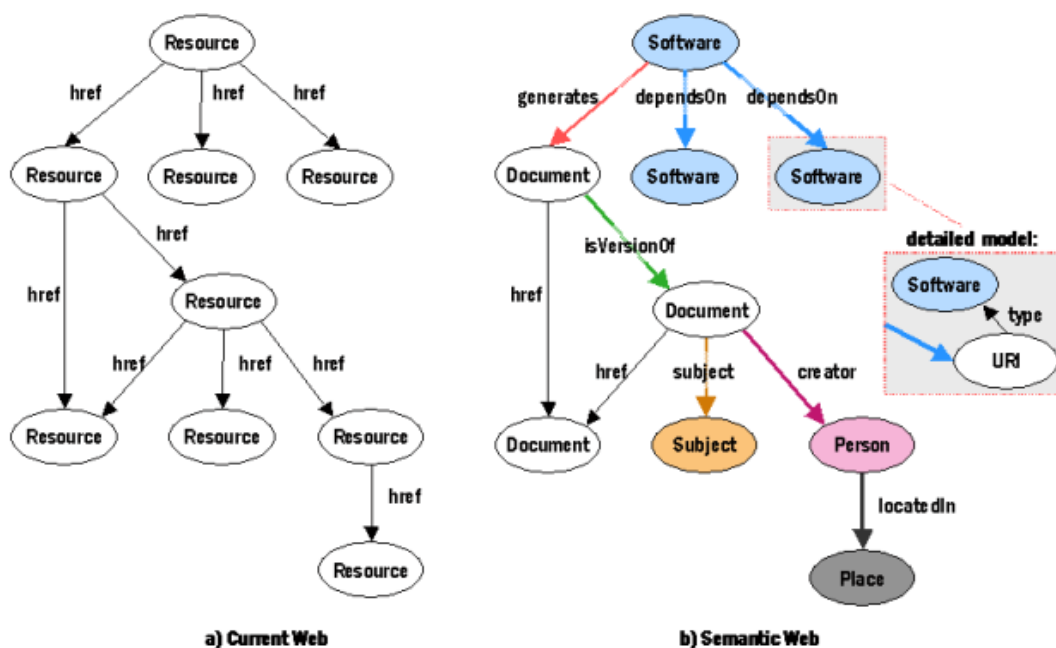 Resource
href
href
href
Resource
Resource
Resource
href
href
Resource
href
href
href
Resource
Resource
Resource
href
Resource
a) Current Web
Software
generates
dependsOn
dependsOn
Document
Software
Software
isVersionOf
href
detailed model:
Software
type
URI
Document
href
subject
creator
Document
Subject
Person
locatedIn
Place
b) Semantic Web